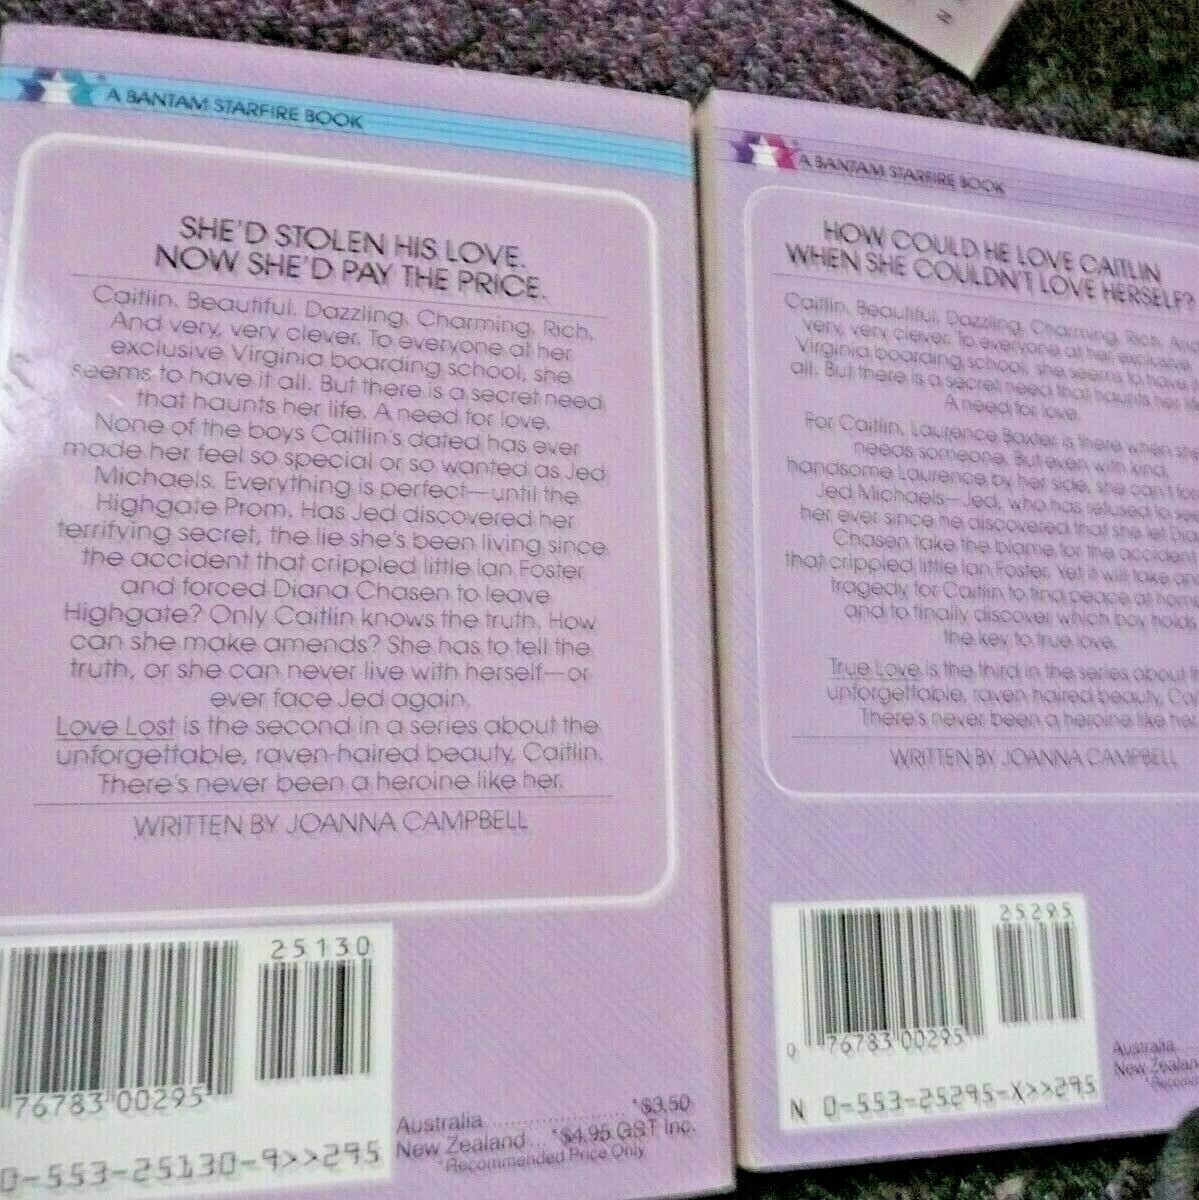 A BANTAM STARFIRE BOOK
SHE'D STOLEN HIS LOVE.
NOW SHE'D PAY THE PRICE.
Caitlin. Beautiful. Dazzling, Charming, Rich.
And very, very clever. To everyone at her
exclusive Virginia boarding school, she
seems to have it all. But there is a secret need
that haunts her life. A need for love.
None of the boys Caitlin's dated has ever
made her feel so special or so wanted as Jed
Michaels. Everything is perfect—until the
Highgate Prom. Has Jed discovered her
terrifying secret, the lie she's been living since
the accident that crippled little Ian Foster
and forced Diana Chasen to leave
Highgate? Only Caitlin knows the truth. How
can she make amends? She has to tell the
truth, or she can never live with herself—or
ever face Jed again.
Love Lost is the second in a series about the
unforgettable, raven-haired beauty, Caitlin.
There's never been a heroine like her.
WRITTEN BY JOANNA CAMPBELL
25130
76783 00295
0-553-25130-9>>295
Australia.................... *$3.50
New Zealand... *$4.95 GST Inc.
*Recommended Price Only
A BANTAM STARFIRE BOOK
HOW COULD HE LOVE CAITLIN
WHEN SHE COULDN'T LOVE HERSELF?
Caitlin. Beautiful. Dazzling, Charming, Rich. And
very, very clever. To everyone at her exclusive
Virginia boarding school, she seems to have
all. But there is a secret need that haunts her
A need for love.
For Caitlin, Laurence Baxter is there when she
needs someone. But even with kind,
handsome Laurence by her side, she can't
Jed Michaels—Jed, who has refused to
her ever since he discovered that she let
Chasen take the blame for the accident
that crippled little Ian Foster. Yet it will take
tragedy for Caitlin to find peace at
and to finally discover which boy holds
the key to true love.
True Love is the third in the series about
unforgettable, raven-haired beauty,
There's never been a heroine like
WRITTEN BY JOANNA CAMPBELL
25295
0 76783 00295
N 0-553-25295-X>>295
Australia....
New
N